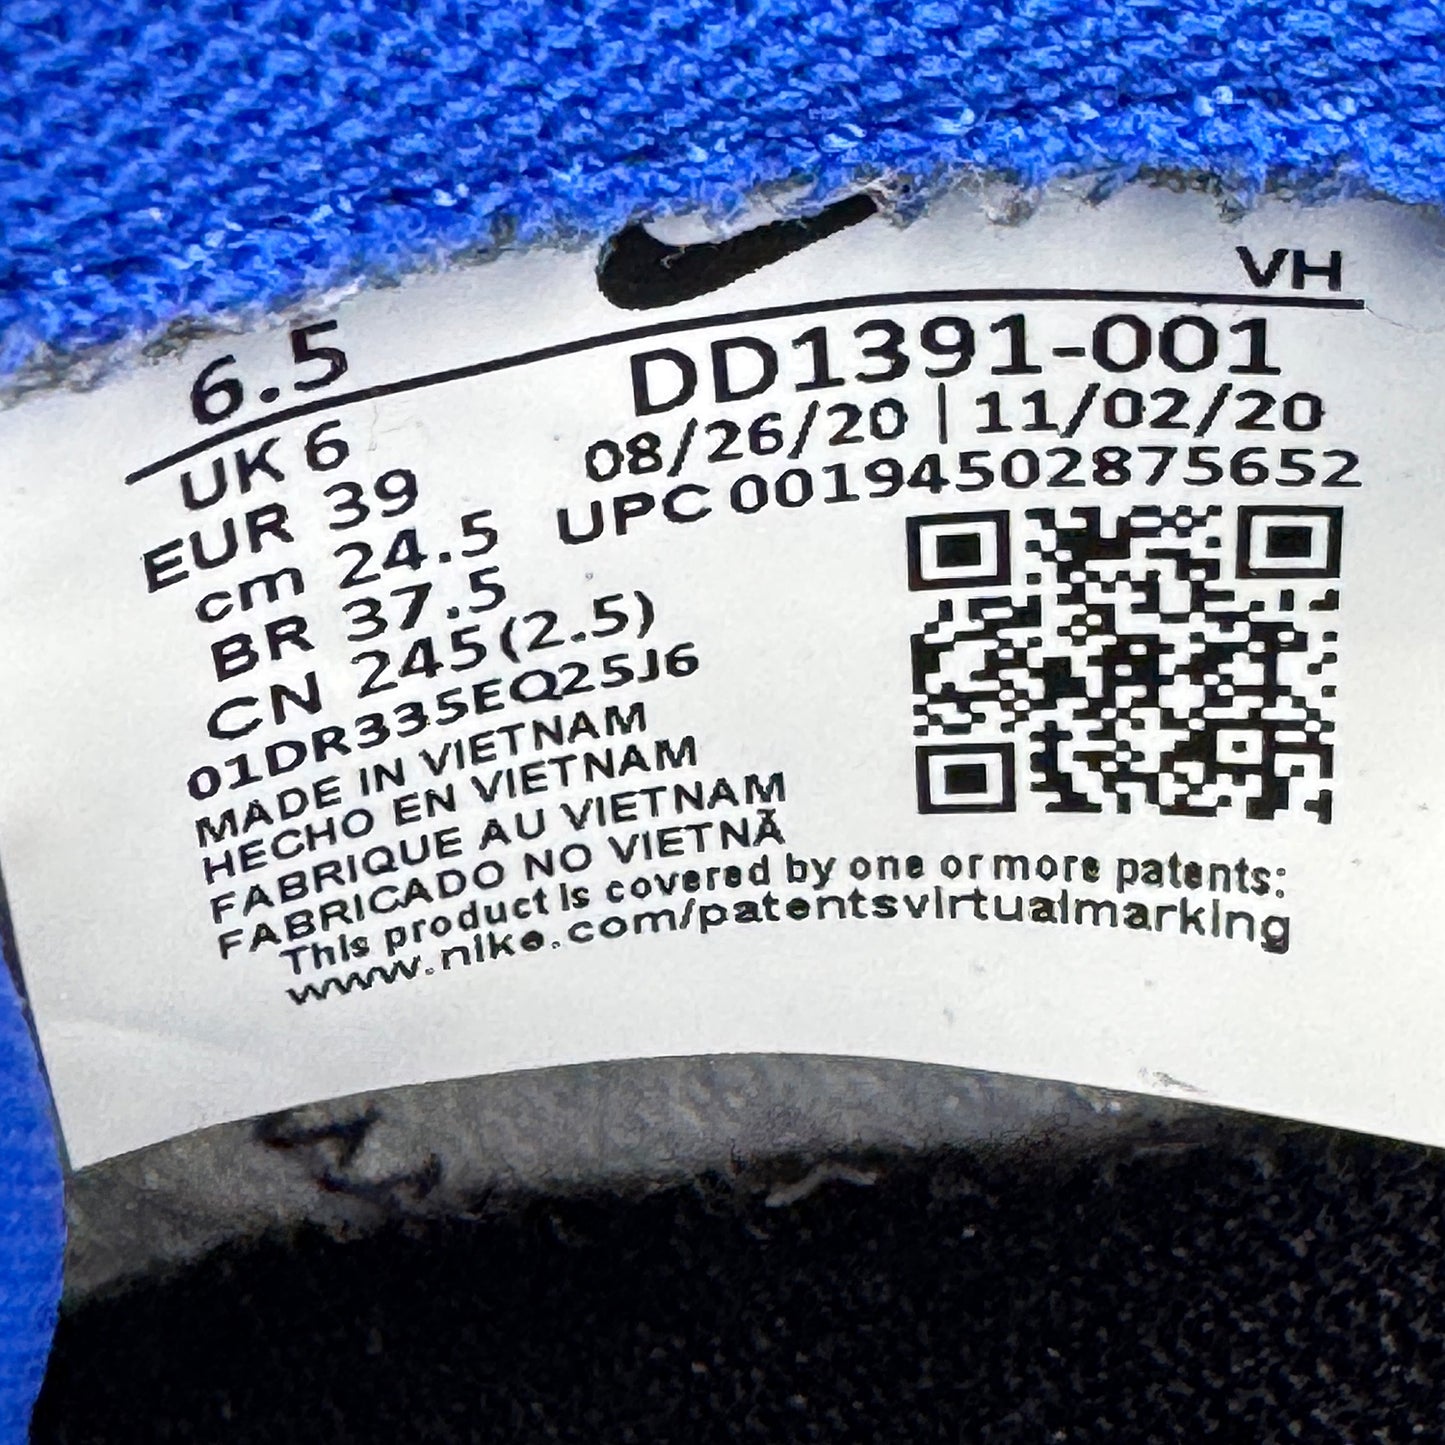 VH
6.5
DD1391-001
UK 6
08/26/20 | 11/02/20
EUR 39
UPC 00194502875652
cm 24.5
BR 37.5
CN 245(2.5)
01DR335EQ25J6
MADE IN VIETNAM
HECHO EN VIETNAM
FABRIQUE AU VIETNAM
FABRICADO NO VIETNÃ
This product is covered by one or more patents:
www.nike.com/patentsvirtualmarking